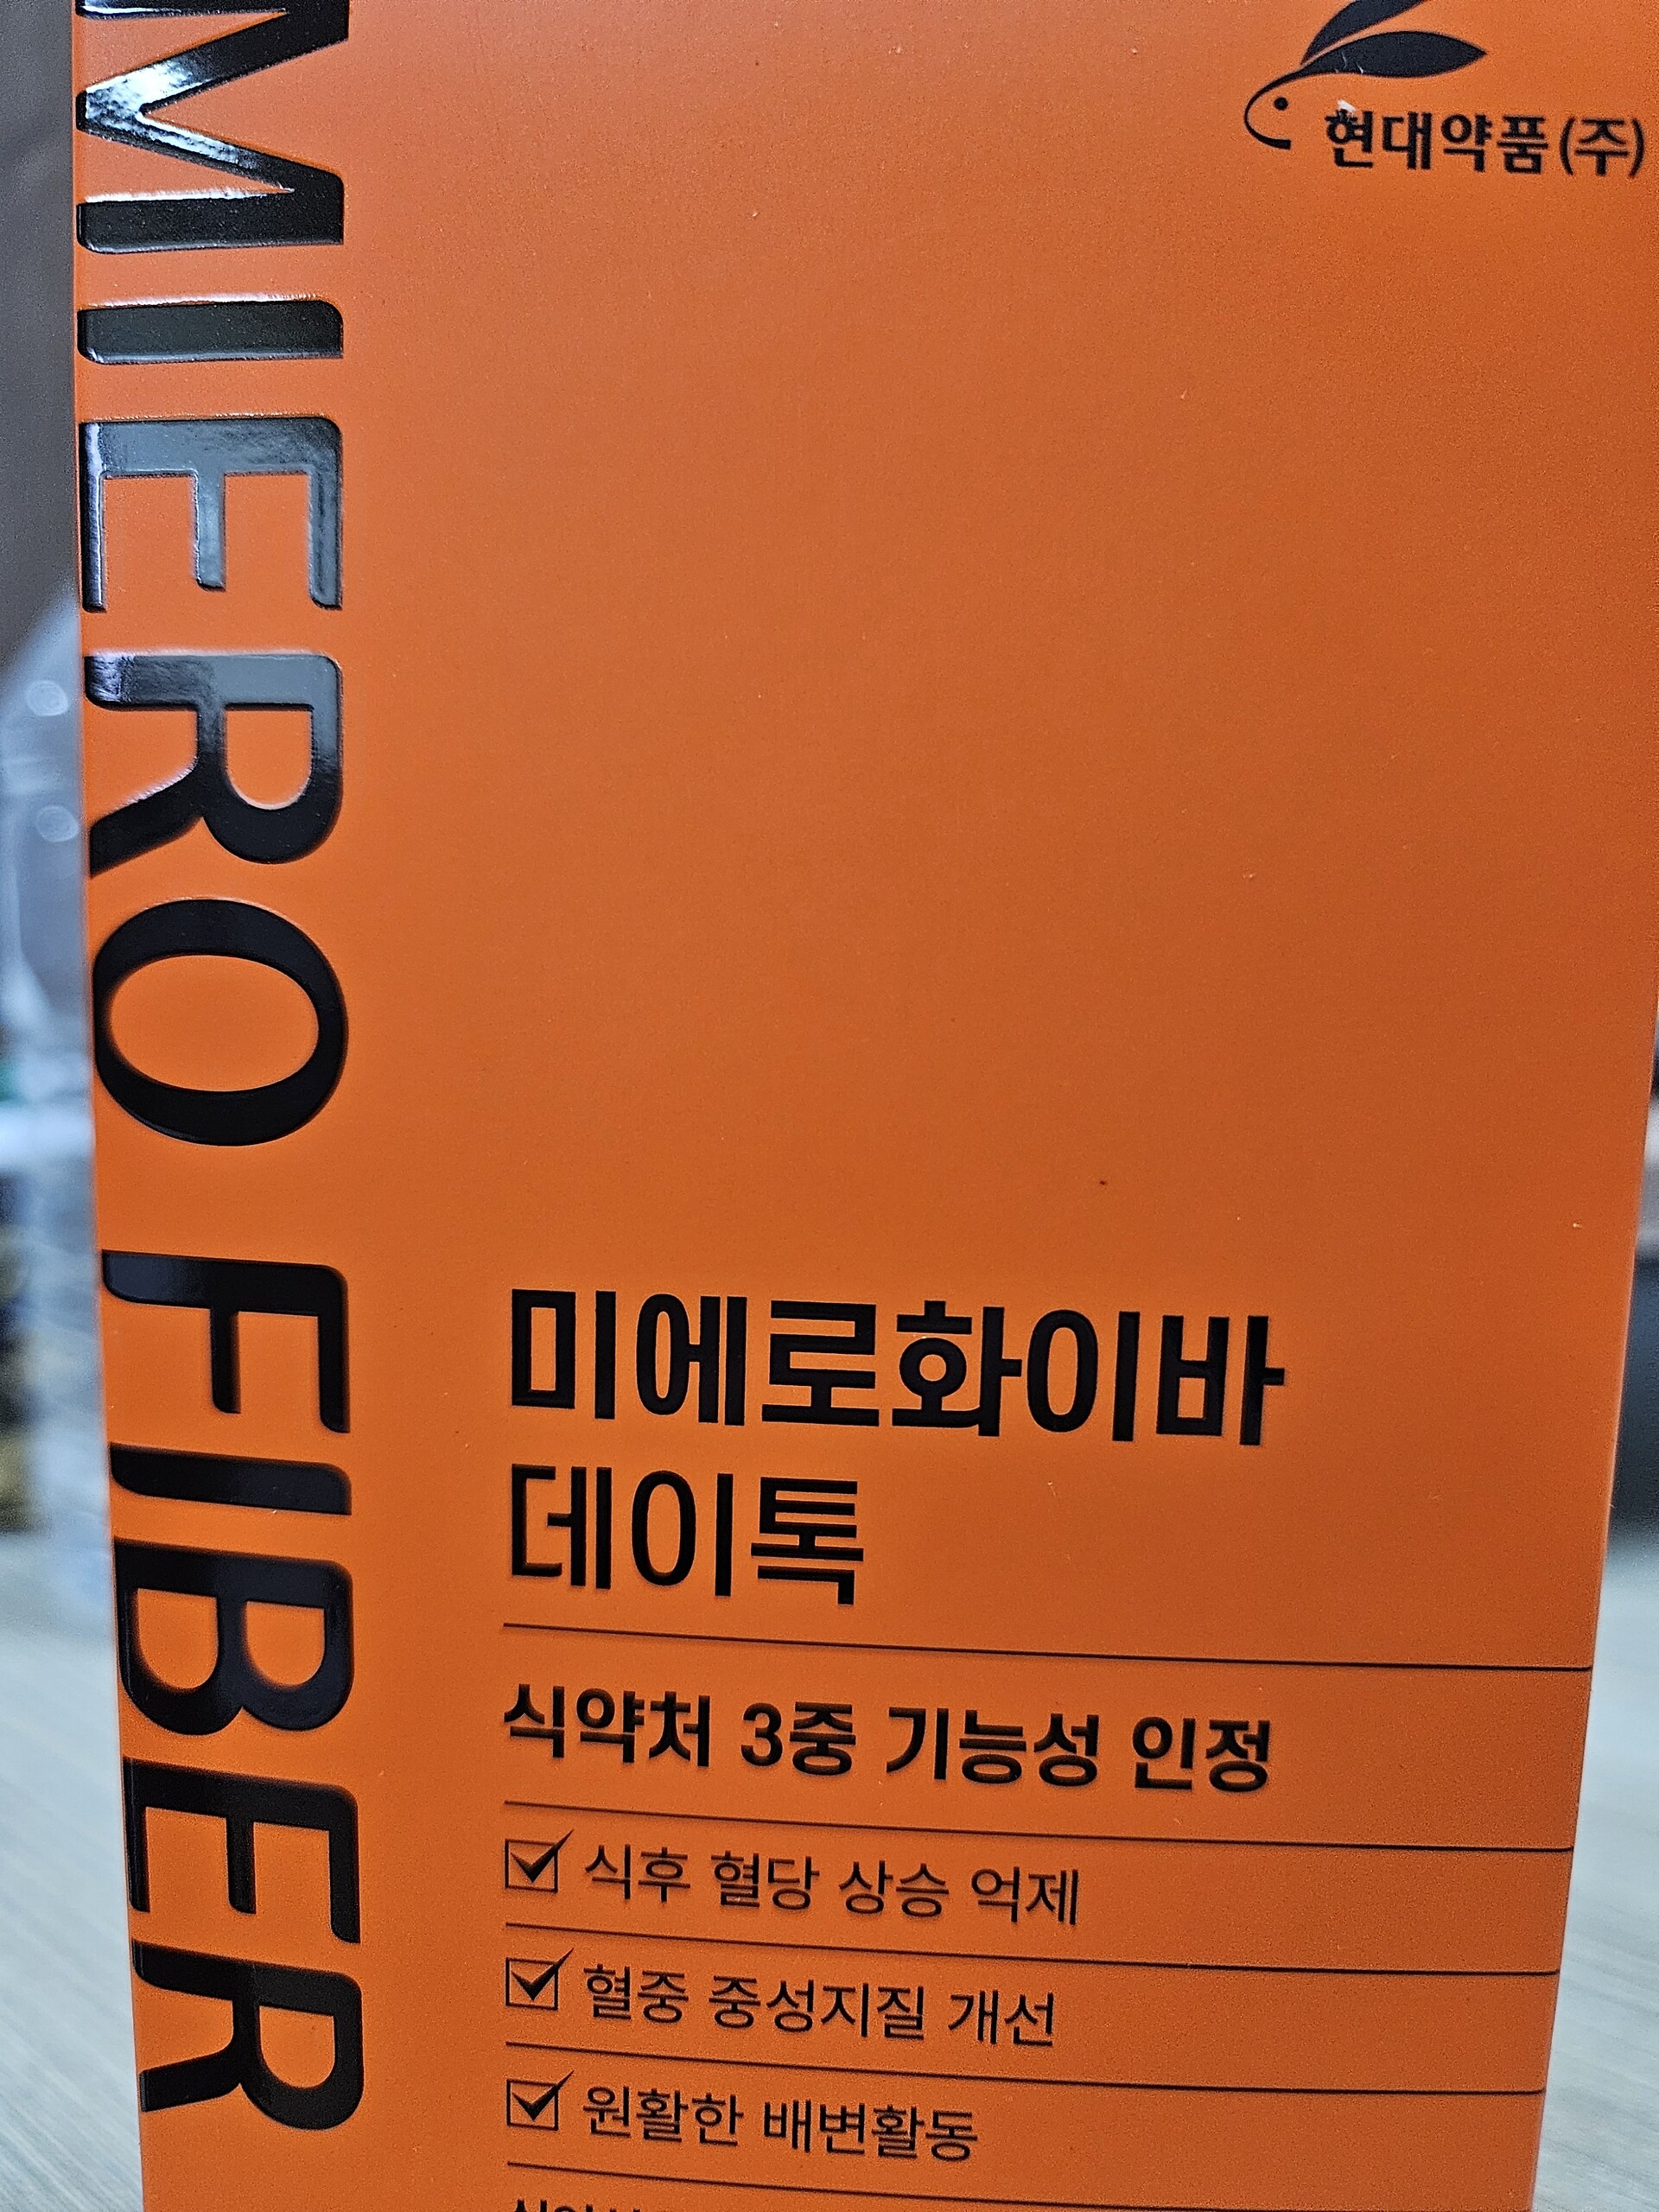 현대약품(주)
MIIERO FIBER
미에로화이바
데이톡
식약처 3중 기능성 인정
식후 혈당 상승 억제
혈중 중성지질 개선
원활한 배변활동